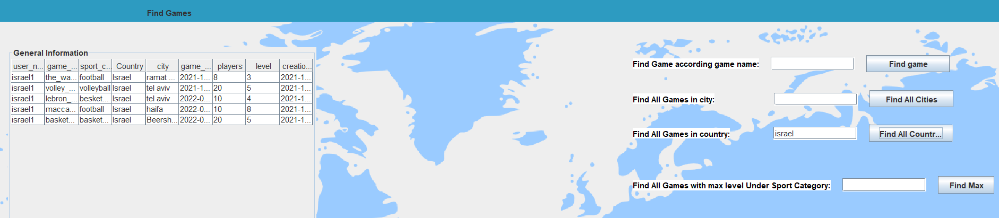 Find Games
General Information
user_n... game_... sport_c... Country city game_... players level creatio...
israel1 the_wa... football Israel ramat ... 2021-1... 8 3 2021-1...
israel1 volley_... volleyball Israel tel aviv 2021-1... 20 5 2021-1...
israel1 lebron_... besket... Israel tel aviv 2022-0... 10 4 2021-1...
israel1 macca... football Israel haifa 2022-0... 10 8 2021-1...
israel1 basket... basket... Israel Beersh... 2022-0... 20 5 2021-1...
Find Game according game name: Find game
Find All Games in city: Find All Cities
Find All Games in country: israel Find All Countr...
Find All Games with max level Under Sport Category: Find Max